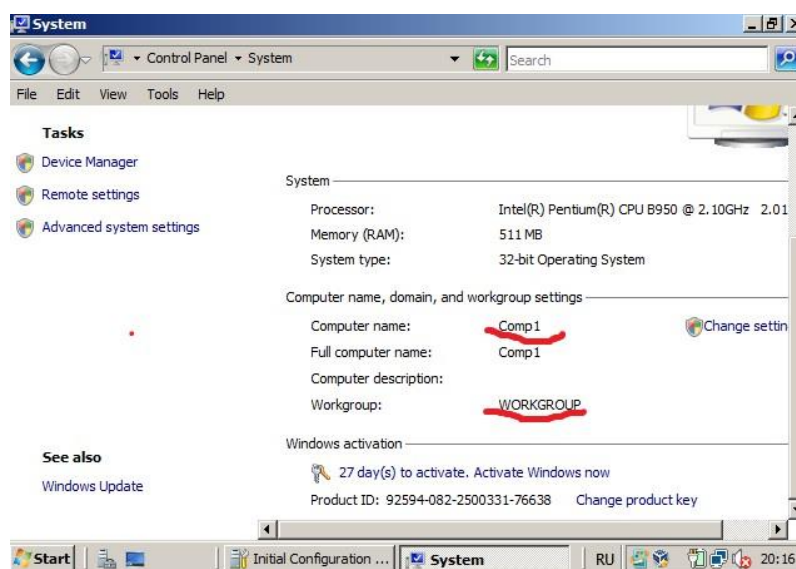 System
Control Panel ▾ System
Search
File Edit View Tools Help
Tasks
Device Manager
Remote settings
Advanced system settings
See also
Windows Update
System
Processor: Intel(R) Pentium(R) CPU B950 @ 2.10GHz 2.01
Memory (RAM): 511 MB
System type: 32-bit Operating System
Computer name, domain, and workgroup settings
Computer name: Comp1
Change settin
Full computer name: Comp1
Computer description:
Workgroup: WORKGROUP
Windows activation
27 day(s) to activate. Activate Windows now
Product ID: 92594-082-2500331-76638 Change product key
Start
Initial Configuration ...
System
RU
20:16